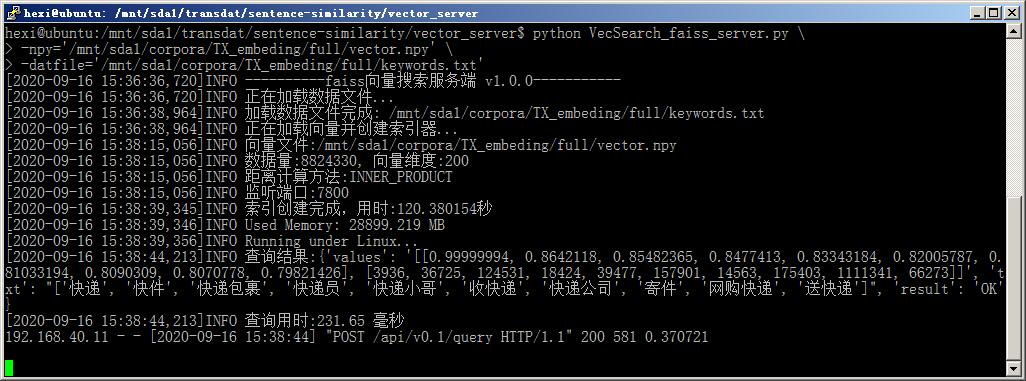 hexi@ubuntu: /mnt/sda1/transdat/sentence-similarity/vector_server
hexi@ubuntu:/mnt/sda1/transdat/sentence-similarity/vector_server$ python VecSearch_faiss_server.py \
> -npy='/mnt/sda1/corpora/TX_embeding/full/vector.npy' \
> -datfile='/mnt/sda1/corpora/TX_embeding/full/keywords.txt'
[2020-09-16 15:36:36,720]INFO ----------faiss向量搜索服务端 v1.0.0-----------
[2020-09-16 15:36:36,720]INFO 正在加载数据文件...
[2020-09-16 15:36:38,964]INFO 加载数据文件完成: /mnt/sda1/corpora/TX_embeding/full/keywords.txt
[2020-09-16 15:36:38,964]INFO 正在加载向量并创建索引器...
[2020-09-16 15:38:15,056]INFO 向量文件:/mnt/sda1/corpora/TX_embeding/full/vector.npy
[2020-09-16 15:38:15,056]INFO 数据量:8824330, 向量维度:200
[2020-09-16 15:38:15,056]INFO 距离计算方法:INNER_PRODUCT
[2020-09-16 15:38:15,056]INFO 监听端口:7800
[2020-09-16 15:38:39,345]INFO 索引创建完成，用时:120.380154秒
[2020-09-16 15:38:39,346]INFO Used Memory: 28899.219 MB
[2020-09-16 15:38:39,356]INFO Running under Linux...
[2020-09-16 15:38:44,213]INFO 查询结果:{'values': '[[0.99999994, 0.8642118, 0.85482365, 0.8477413, 0.83343184, 0.82005787, 0.
81033194, 0.8090309, 0.8070778, 0.79821426], [3936, 36725, 124531, 18424, 39477, 157901, 14563, 175403, 1111341, 66273]]', 't
xt': "['快递', '快件', '快递包裹', '快递员', '快递小哥', '收快递', '快递公司', '寄件', '网购快递', '送快递']", 'result': 'OK'
}
[2020-09-16 15:38:44,213]INFO 查询用时:231.65 毫秒
192.168.40.11 - - [2020-09-16 15:38:44] "POST /api/v0.1/query HTTP/1.1" 200 581 0.370721